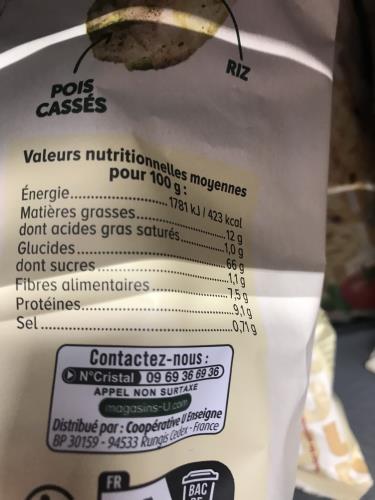 POIS
CASSÉS
RIZ
Valeurs nutritionnelles moyennes
pour 100 g :
Énergie.................. 1781 kJ / 423 kcal
Matières grasses..................12 g
dont acides gras saturés..........1,0 g
Glucides..................66 g
dont sucres..................1,1 g
Fibres alimentaires..................7,5 g
Protéines..................9,1 g
Sel..................0,71 g
Contactez-nous :
N°Cristal 09 69 36 69 36
APPEL NON SURTAXÉ
magasins-U.com
Distribué par : Coopérative U Enseigne
BP 30159 - 94533 Rungis Cedex - France
FR
BAC